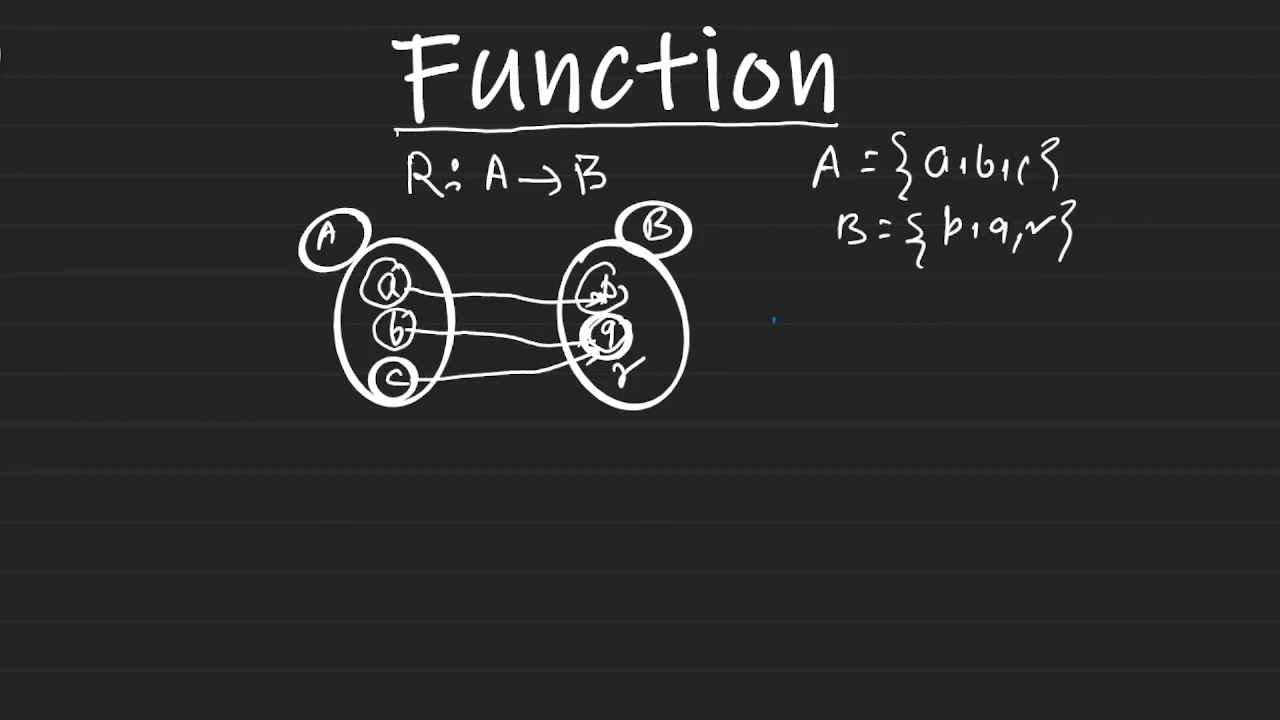 Function
R: A → B
A = {a, b, c}
B = {p, q, r}
A
B
a
p
b
q
c
r